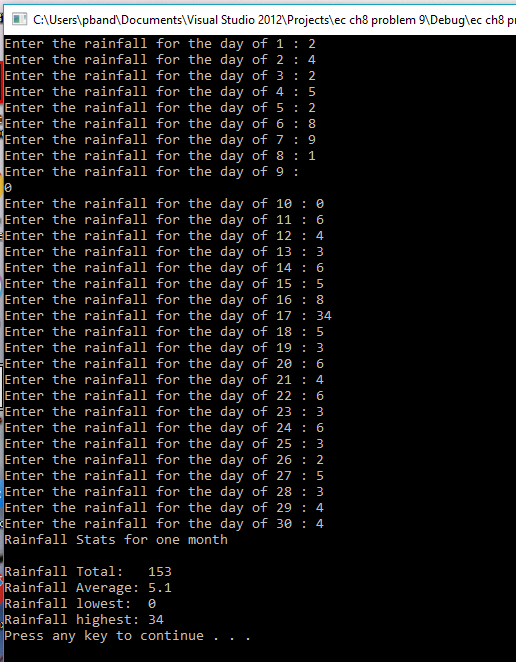 C:\Users\pband\Documents\Visual Studio 2012\Projects\ec ch8 problem 9\Debug\ec ch8 pr
Enter the rainfall for the day of 1 : 2
Enter the rainfall for the day of 2 : 4
Enter the rainfall for the day of 3 : 2
Enter the rainfall for the day of 4 : 5
Enter the rainfall for the day of 5 : 2
Enter the rainfall for the day of 6 : 8
Enter the rainfall for the day of 7 : 9
Enter the rainfall for the day of 8 : 1
Enter the rainfall for the day of 9 :
0
Enter the rainfall for the day of 10 : 0
Enter the rainfall for the day of 11 : 6
Enter the rainfall for the day of 12 : 4
Enter the rainfall for the day of 13 : 3
Enter the rainfall for the day of 14 : 6
Enter the rainfall for the day of 15 : 5
Enter the rainfall for the day of 16 : 8
Enter the rainfall for the day of 17 : 34
Enter the rainfall for the day of 18 : 5
Enter the rainfall for the day of 19 : 3
Enter the rainfall for the day of 20 : 6
Enter the rainfall for the day of 21 : 4
Enter the rainfall for the day of 22 : 6
Enter the rainfall for the day of 23 : 3
Enter the rainfall for the day of 24 : 6
Enter the rainfall for the day of 25 : 3
Enter the rainfall for the day of 26 : 2
Enter the rainfall for the day of 27 : 5
Enter the rainfall for the day of 28 : 3
Enter the rainfall for the day of 29 : 4
Enter the rainfall for the day of 30 : 4
Rainfall Stats for one month
Rainfall Total:   153
Rainfall Average: 5.1
Rainfall lowest:  0
Rainfall highest: 34
Press any key to continue . . .